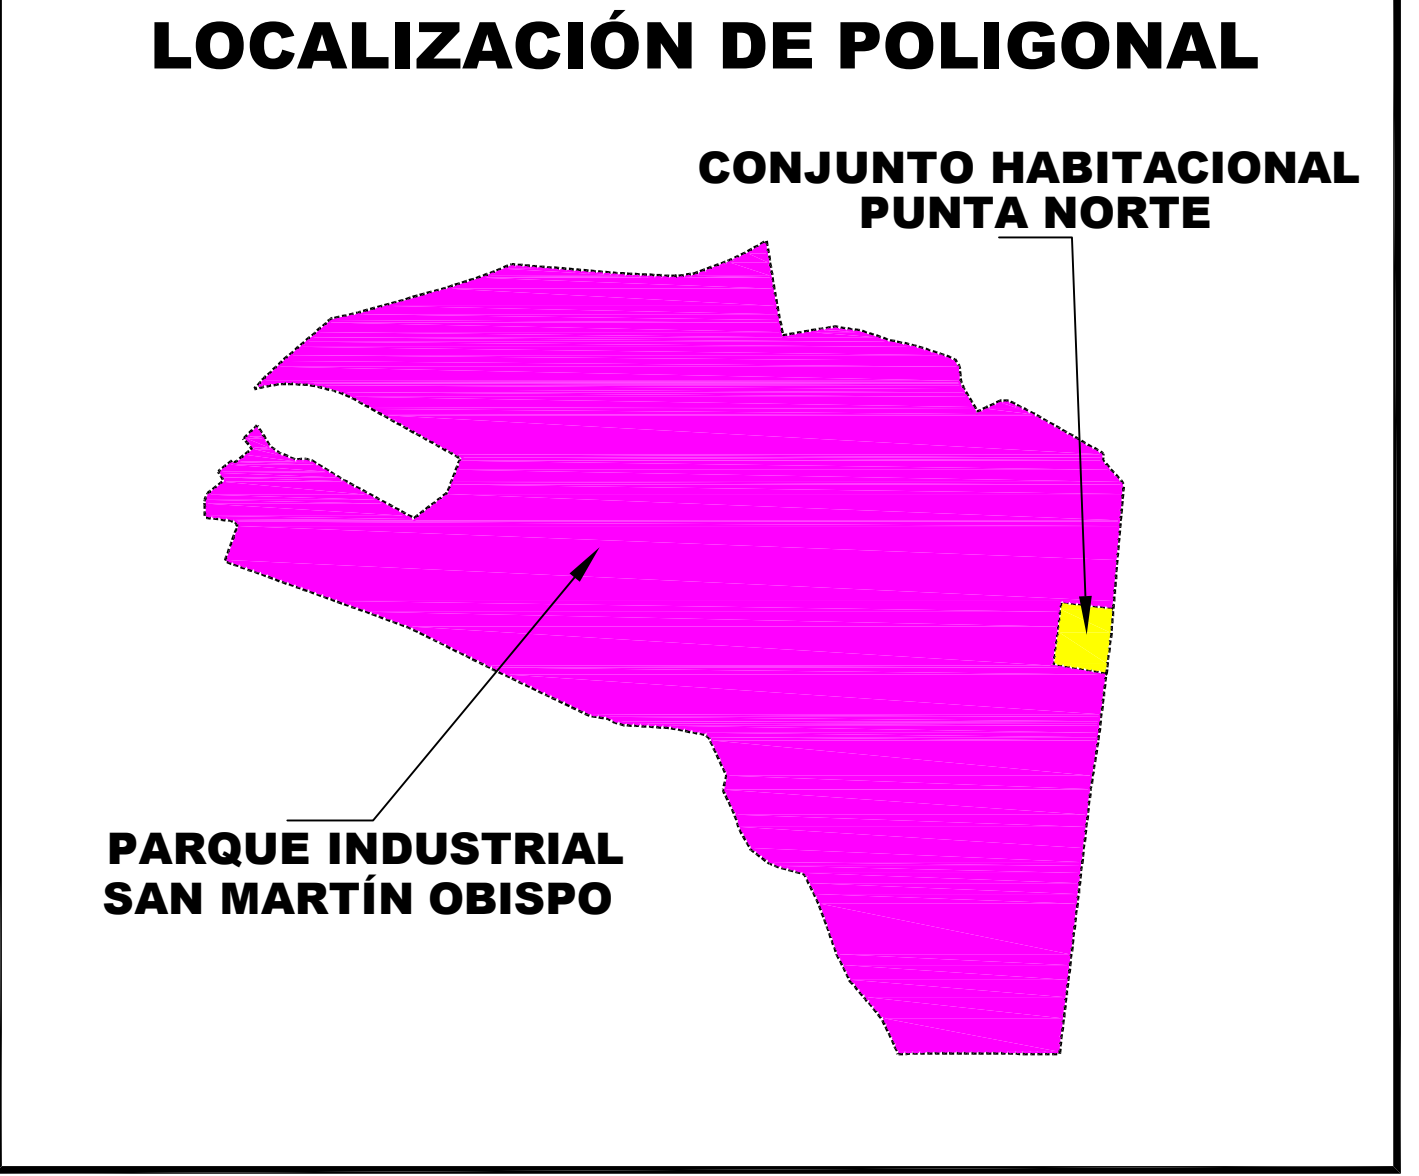 LOCALIZACIÓN DE POLIGONAL
CONJUNTO HABITACIONAL
PUNTA NORTE
PARQUE INDUSTRIAL
SAN MARTÍN OBISPO